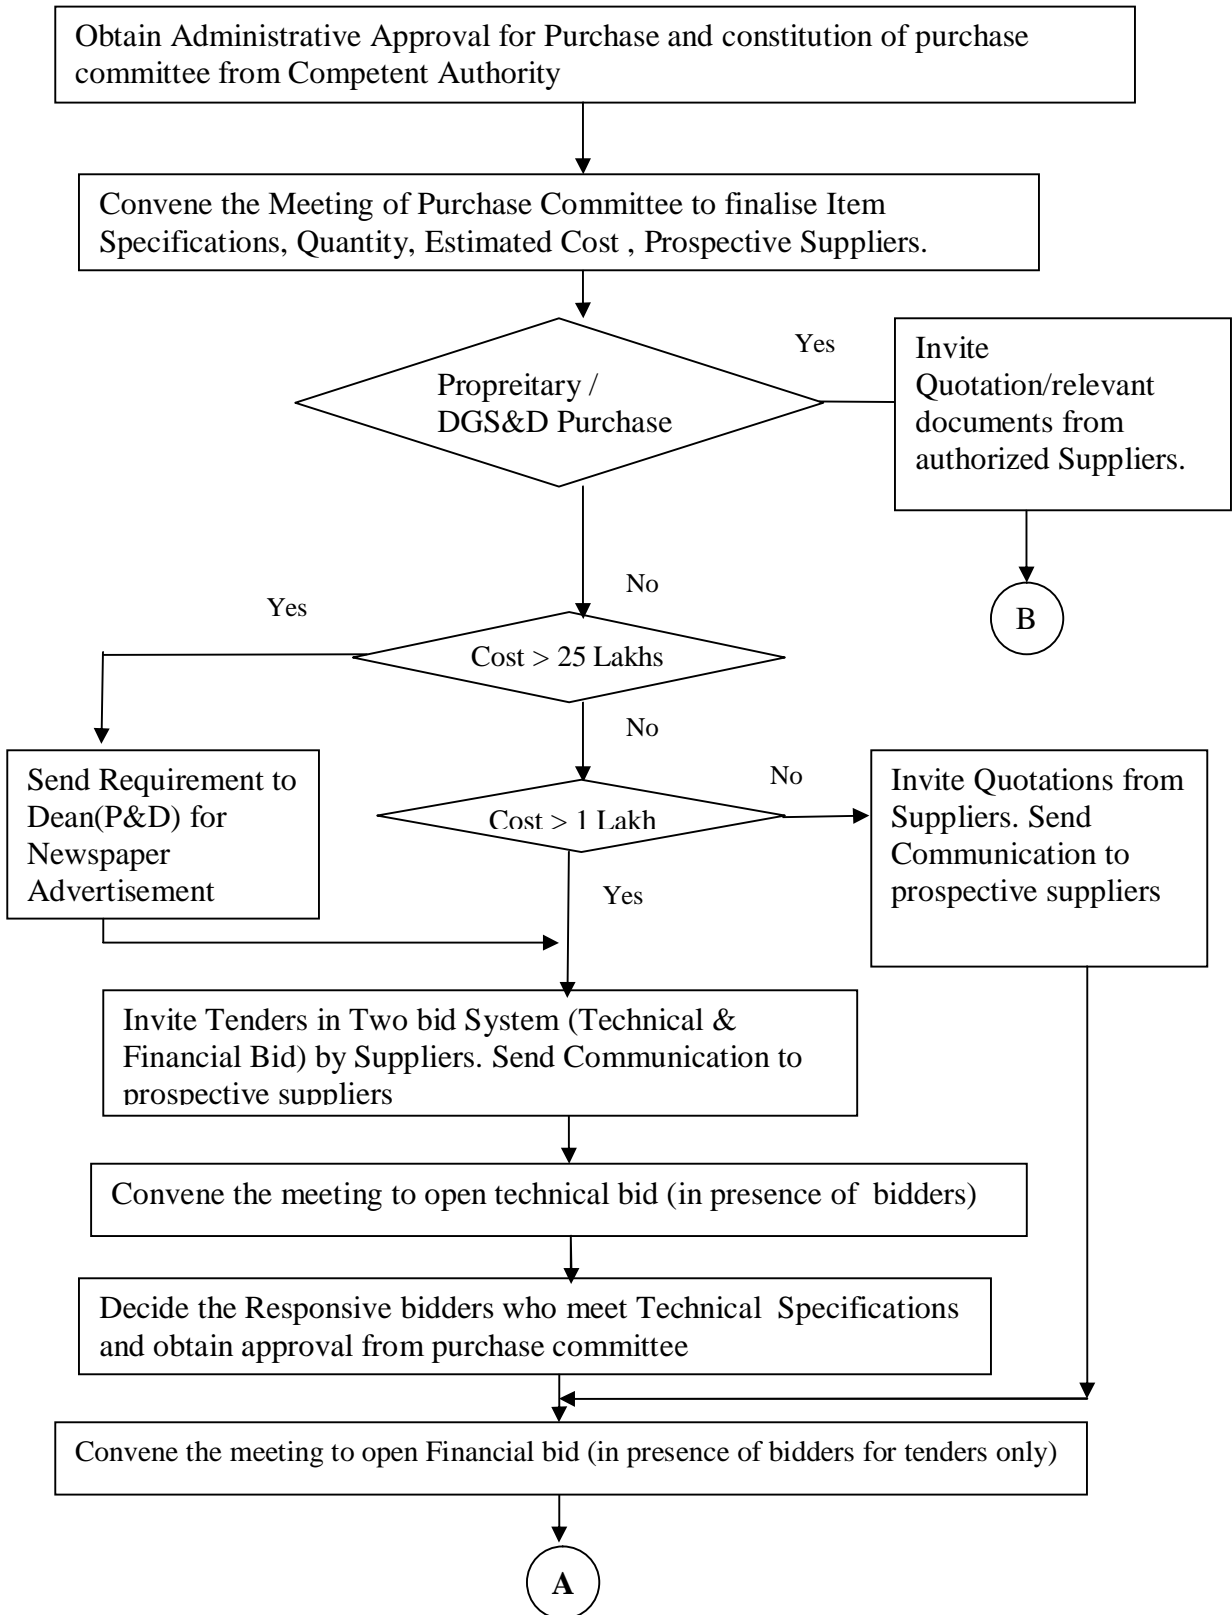 Obtain Administrative Approval for Purchase and constitution of purchase
committee from Competent Authority
Convene the Meeting of Purchase Committee to finalise Item
Specifications, Quantity, Estimated Cost , Prospective Suppliers.
Propreitary /
DGS&D Purchase
Yes
Invite
Quotation/relevant
documents from
authorized Suppliers.
B
No
Yes
Cost > 25 Lakhs
No
Send Requirement to
Dean(P&D) for
Newspaper
Advertisement
Cost > 1 Lakh
No
Invite Quotations from
Suppliers. Send
Communication to
prospective suppliers
Yes
Invite Tenders in Two bid System (Technical &
Financial Bid) by Suppliers. Send Communication to
prospective suppliers
Convene the meeting to open technical bid (in presence of  bidders)
Decide the Responsive bidders who meet Technical  Specifications
and obtain approval from purchase committee
Convene the meeting to open Financial bid (in presence of bidders for tenders only)
A